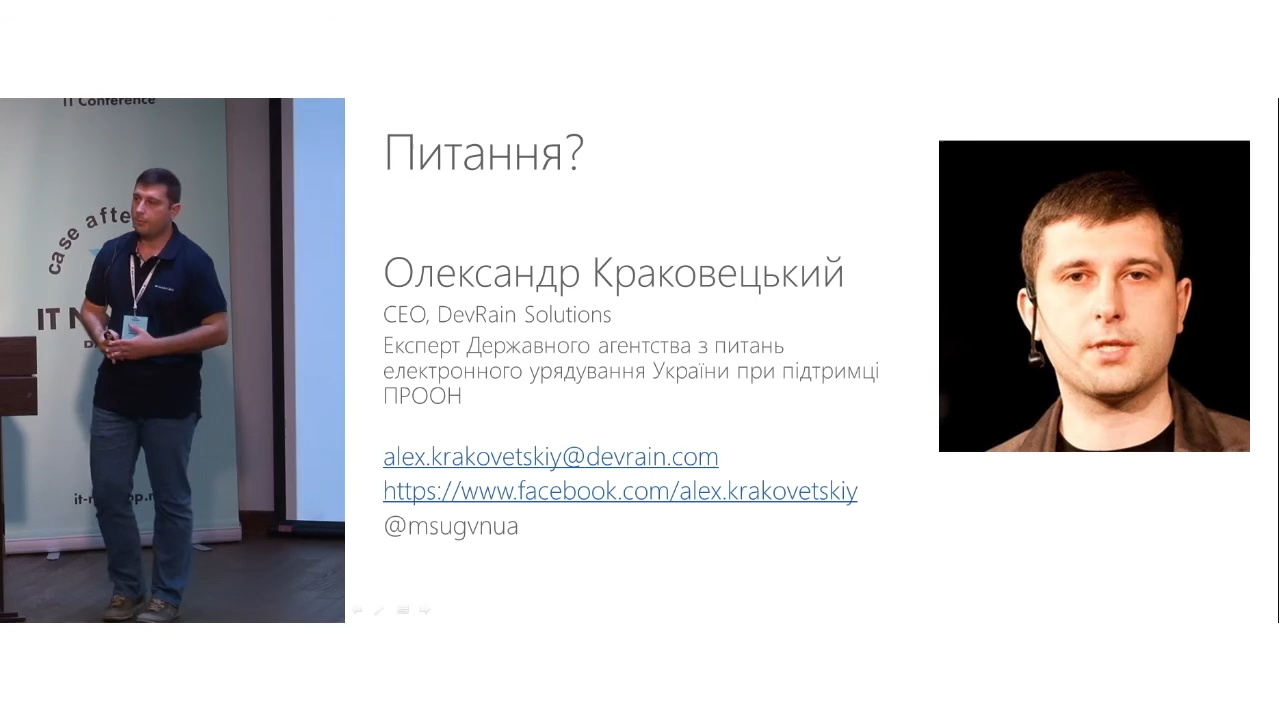 IT Conference
case afte
IT N
Питання?
Олександр Краковецький
CEO, DevRain Solutions
Експерт Державного агентства з питань
електронного урядування України при підтримці
ПРООН
alex.krakovetskiy@devrain.com
https://www.facebook.com/alex.krakovetskiy
@msugvnua